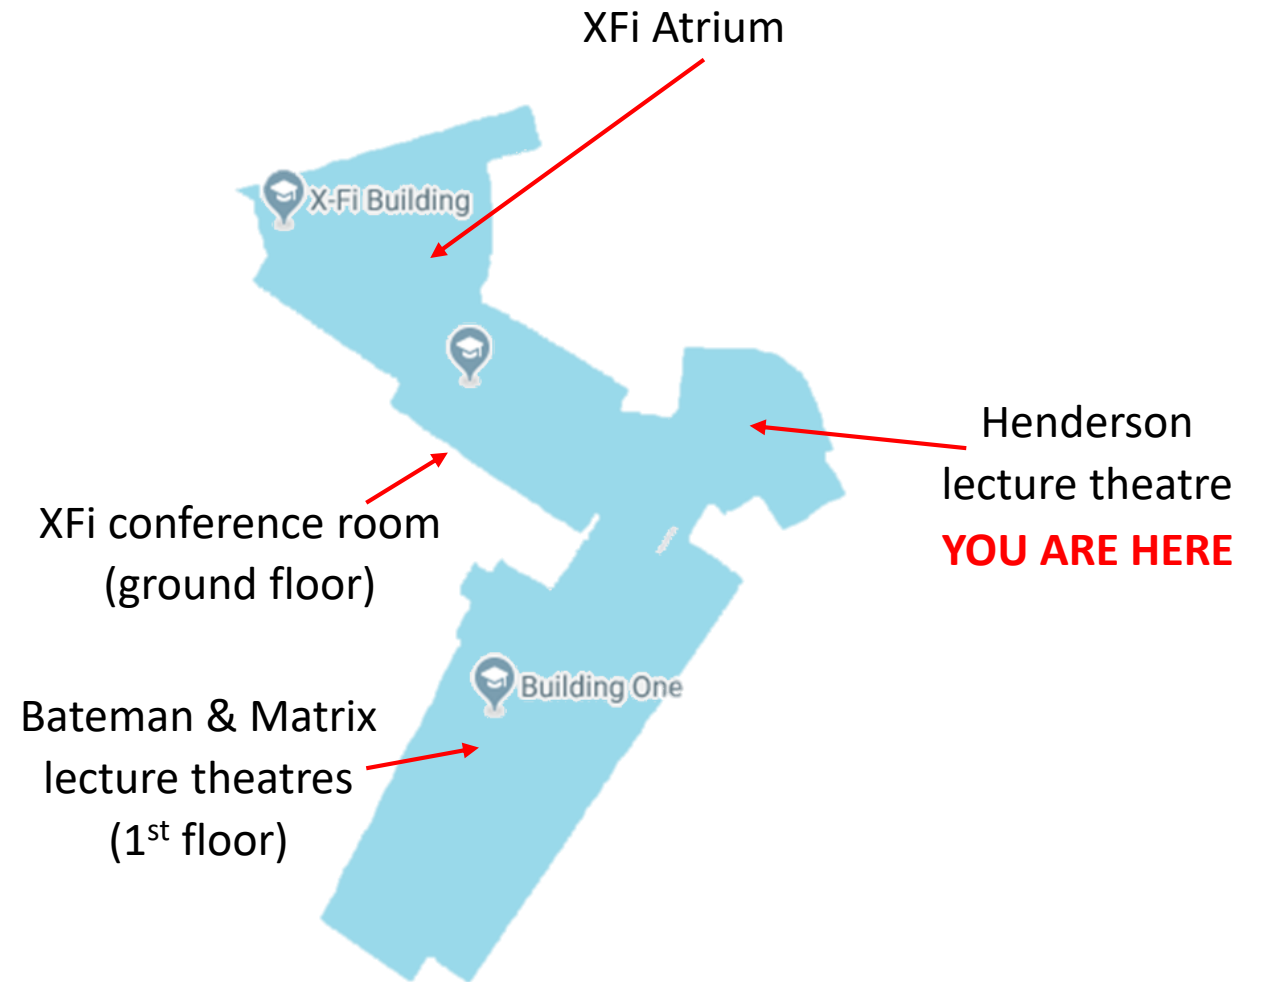 XFi Atrium
X-Fi Building
Henderson
lecture theatre
YOU ARE HERE
XFi conference room
(ground floor)
Building One
Bateman & Matrix
lecture theatres
(1st floor)